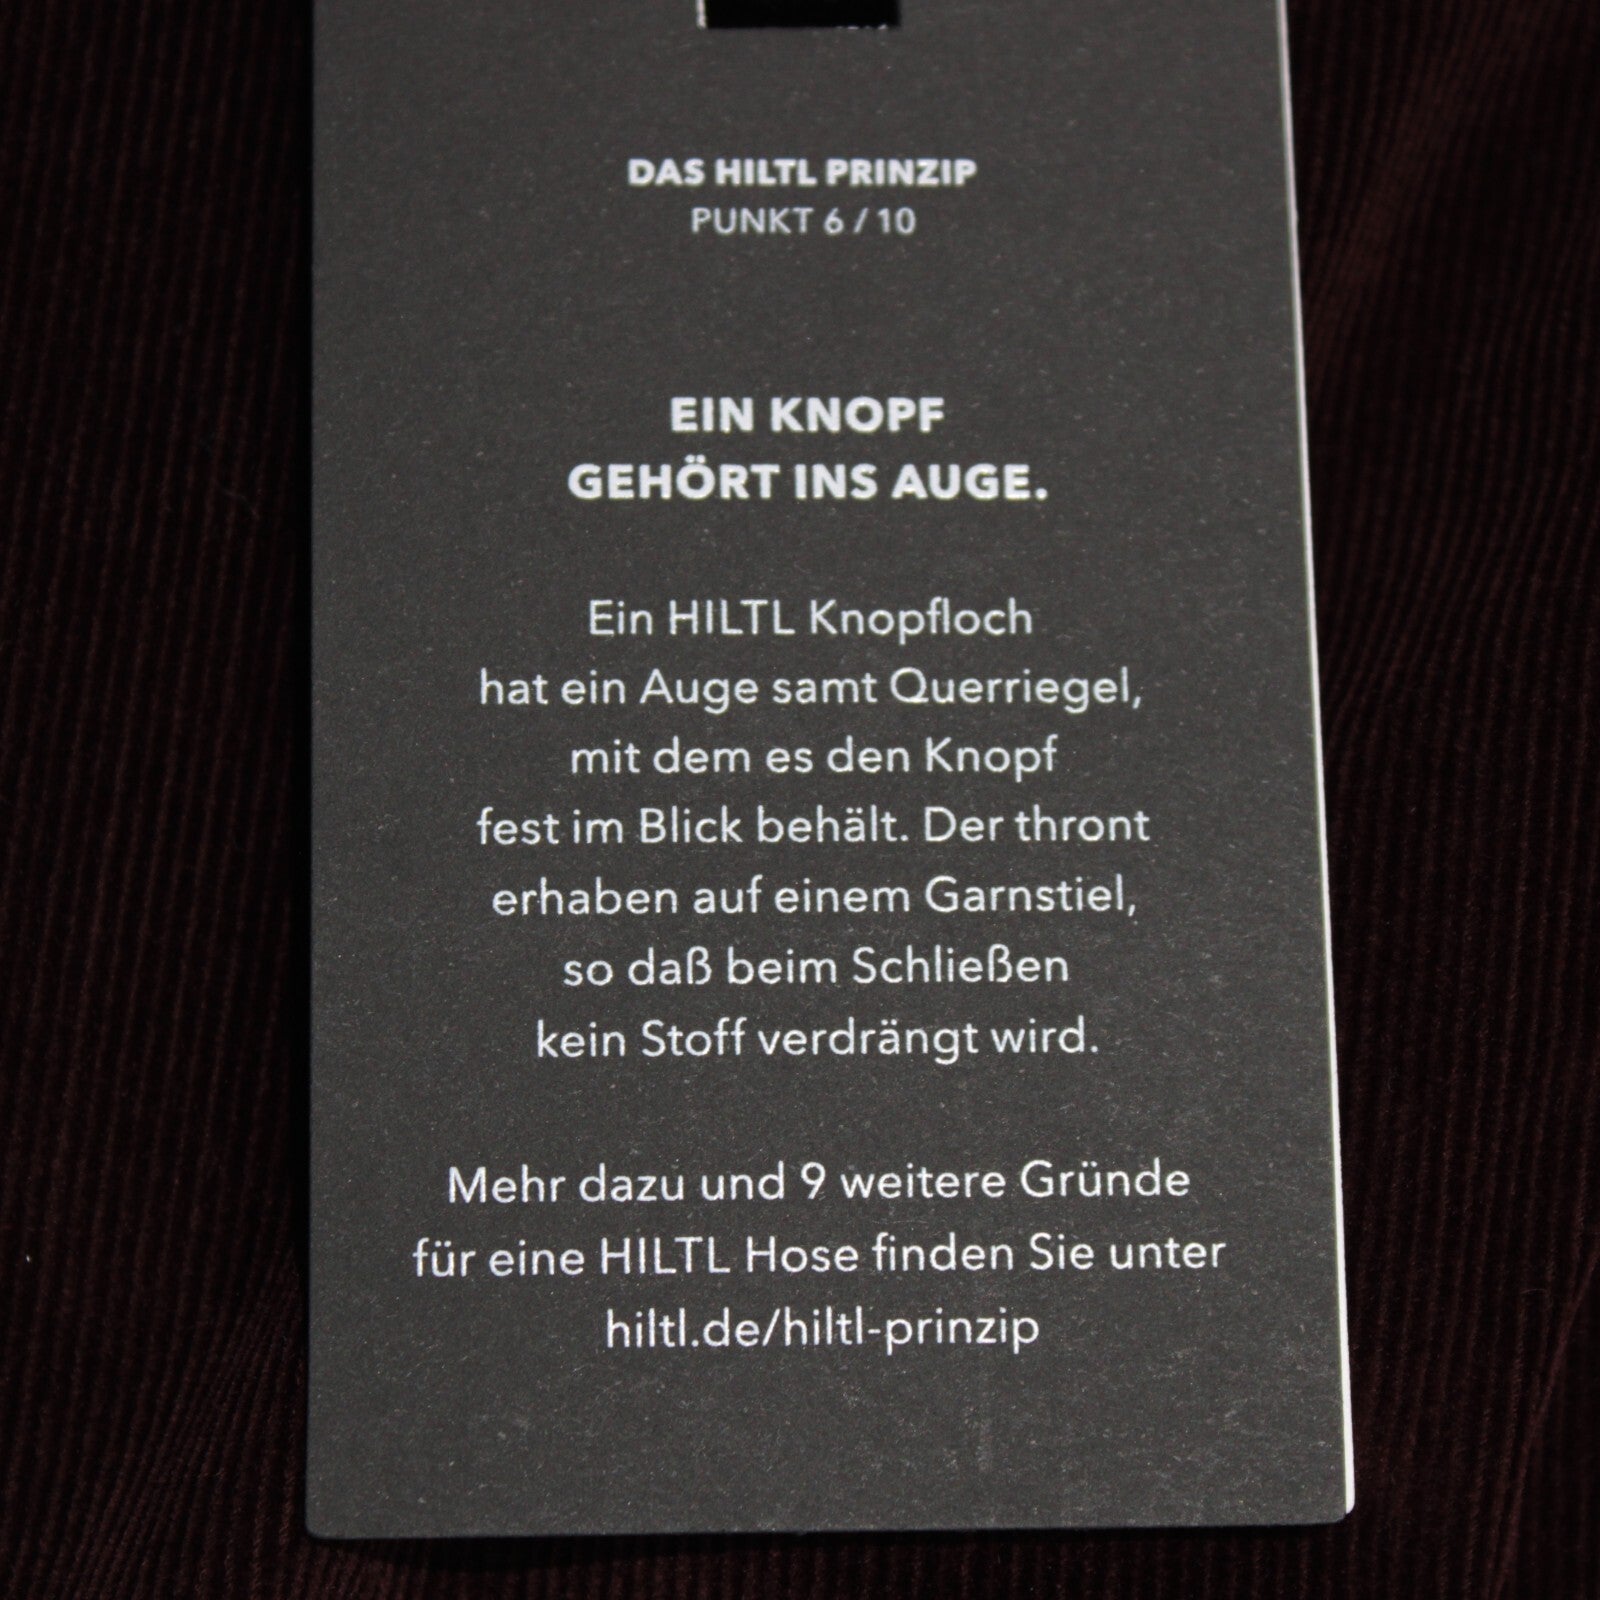 DAS HILTL PRINZIP
PUNKT 6 / 10
EIN KNOPF
GEHÖRT INS AUGE.
Ein HILTL Knopfloch
hat ein Auge samt Querriegel,
mit dem es den Knopf
fest im Blick behält. Der thront
erhaben auf einem Garnstiel,
so daß beim Schließen
kein Stoff verdrängt wird.
Mehr dazu und 9 weitere Gründe
für eine HILTL Hose finden Sie unter
hiltl.de/hiltl-prinzip